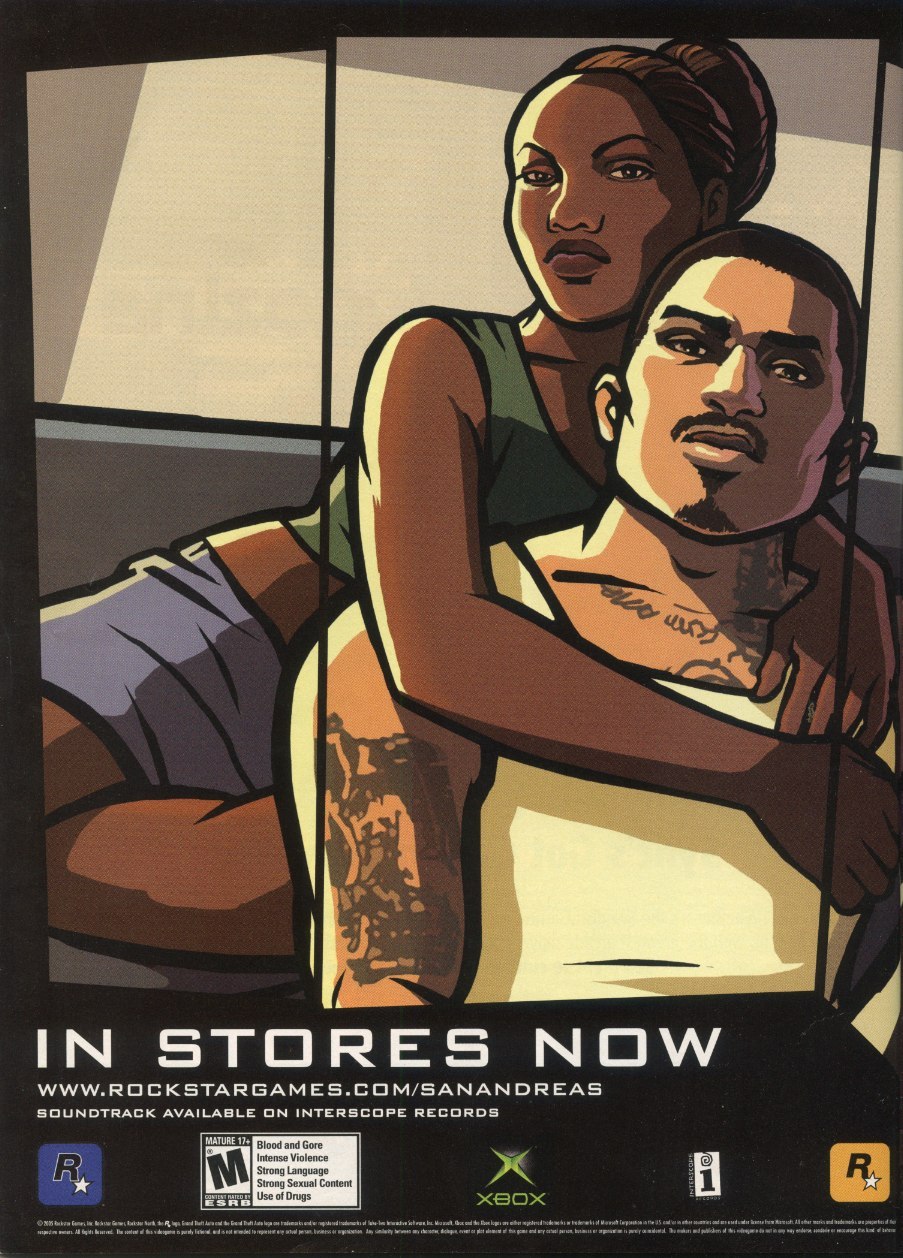 IN STORES NOW
WWW.ROCKSTARGAMES.COM/SANANDREAS
SOUNDTRACK AVAILABLE ON INTERSCOPE RECORDS
R
MATURE 17+
M
®
CONTENT RATED BY
ESRB
Blood and Gore
Intense Violence
Strong Language
Strong Sexual Content
Use of Drugs
XBOX
INTERSCOPE
i
RECORDS
R
© 2005 Rockstar Games, Inc. Rockstar Games, Rockstar North, the R logo, Grand Theft Auto and the Grand Theft Auto logo are trademarks and/or registered trademarks of Take-Two Interactive Software, Inc. Microsoft, Xbox and the Xbox logos are either registered trademarks or trademarks of Microsoft Corporation in the U.S. and/or in other countries and are used under license from Microsoft. All other marks and trademarks are properties of
respective owners. All Rights Reserved. The content of this videogame is purely fictional, and is not intended to represent any actual person, business or organization. Any similarity between any character, dialogue, event or plot element of this game and any actual person, business or organization is purely coincidental. The makers and publishers of this videogame do not in any way endorse, condone or encourage this kind of